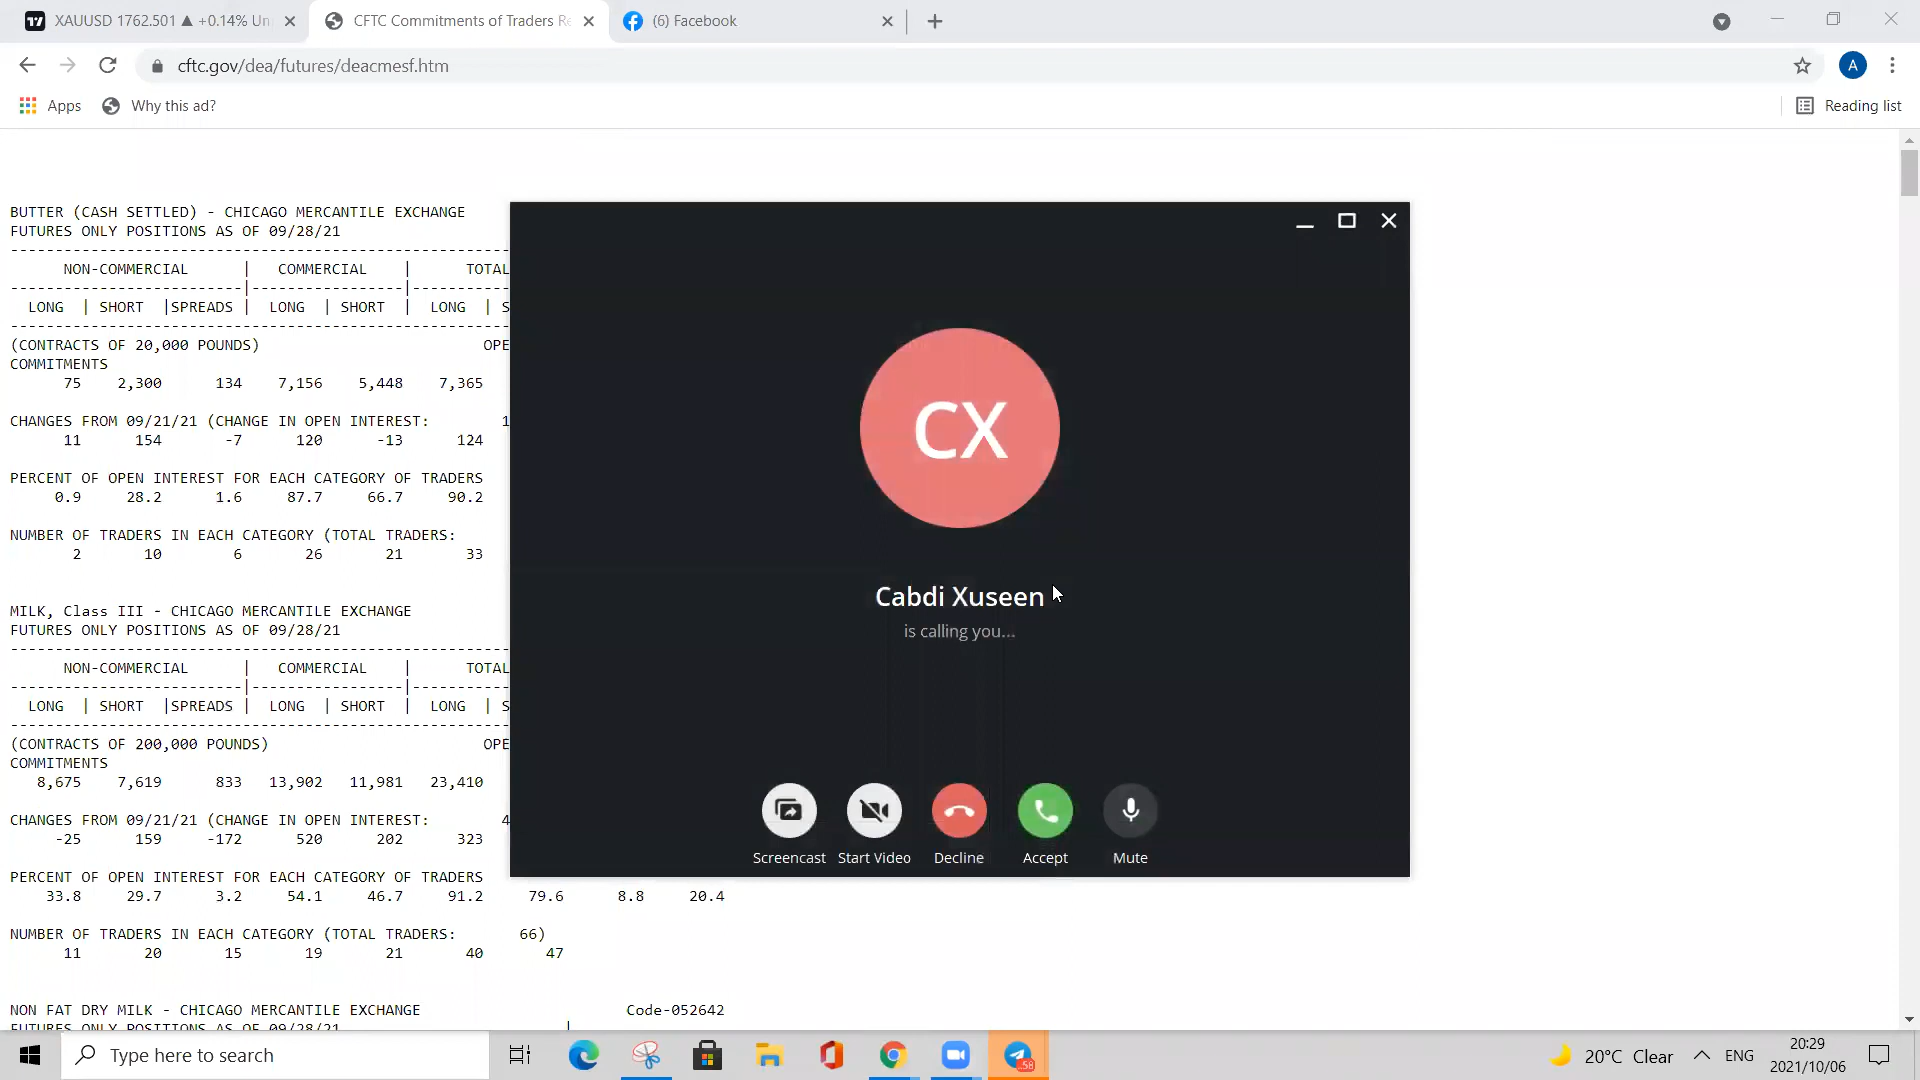 XAUUSD 1762.501 ▲ +0.14% Un
CFTC Commitments of Traders Re
(6) Facebook
cftc.gov/dea/futures/deacmesf.htm
A
Apps
Why this ad?
Reading list
BUTTER (CASH SETTLED) - CHICAGO MERCANTILE EXCHANGE
FUTURES ONLY POSITIONS AS OF 09/28/21
NON-COMMERCIAL | COMMERCIAL | TOTAL
LONG | SHORT |SPREADS | LONG | SHORT | LONG | S
(CONTRACTS OF 20,000 POUNDS) OPE
COMMITMENTS
75 2,300 134 7,156 5,448 7,365
CHANGES FROM 09/21/21 (CHANGE IN OPEN INTEREST: 1
11 154 -7 120 -13 124
PERCENT OF OPEN INTEREST FOR EACH CATEGORY OF TRADERS
0.9 28.2 1.6 87.7 66.7 90.2
NUMBER OF TRADERS IN EACH CATEGORY (TOTAL TRADERS:
2 10 6 26 21 33
MILK, Class III - CHICAGO MERCANTILE EXCHANGE
FUTURES ONLY POSITIONS AS OF 09/28/21
NON-COMMERCIAL | COMMERCIAL | TOTAL
LONG | SHORT |SPREADS | LONG | SHORT | LONG | S
(CONTRACTS OF 200,000 POUNDS) OPE
COMMITMENTS
8,675 7,619 833 13,902 11,981 23,410
CHANGES FROM 09/21/21 (CHANGE IN OPEN INTEREST: 4
-25 159 -172 520 202 323
PERCENT OF OPEN INTEREST FOR EACH CATEGORY OF TRADERS
33.8 29.7 3.2 54.1 46.7 91.2 79.6 8.8 20.4
NUMBER OF TRADERS IN EACH CATEGORY (TOTAL TRADERS: 66)
11 20 15 19 21 40 47
NON FAT DRY MILK - CHICAGO MERCANTILE EXCHANGE Code-052642
FUTURES ONLY POSITIONS AS OF 09/28/21 |
CX
Cabdi Xuseen
is calling you...
Screencast
Start Video
Decline
Accept
Mute
Type here to search
58
20°C Clear
ENG
20:29
2021/10/06